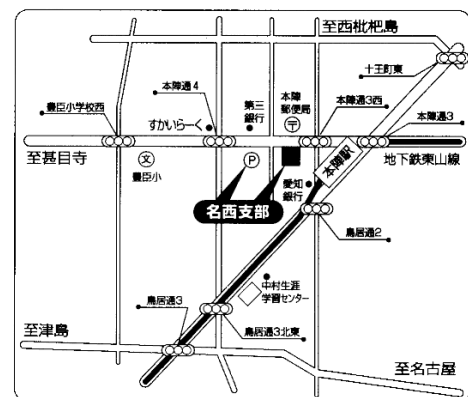 至西枇杷島
十王町東
本陣通4
第三
銀行
本陣
郵便局
〒
本陣通3西
豊臣小学校西
すかいらーく
本陣通3
至甚目寺
文
豊臣小
P
本陣駅
地下鉄東山線
愛知
銀行
名西支部
鳥居通2
中村生涯
学習センター
鳥居通3
至津島
鳥居通3北東
至名古屋